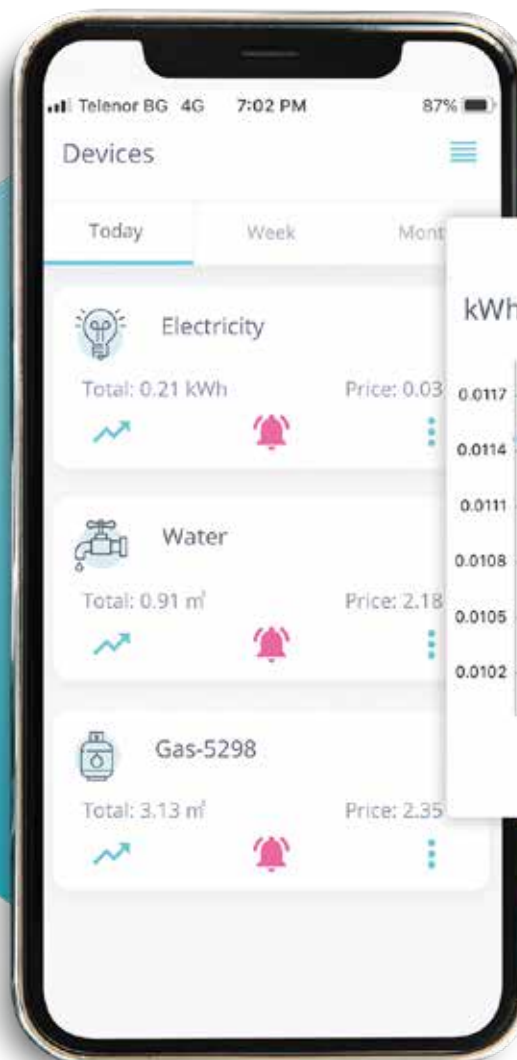 Telenor BG 4G 7:02 PM 87%
Devices
Today Week Mont
kWh
Electricity
Total: 0.21 kWh Price: 0.03
0.0117
0.0114
0.0111
0.0108
0.0105
0.0102
Water
Total: 0.91 m³ Price: 2.18
Gas-5298
Total: 3.13 m³ Price: 2.35